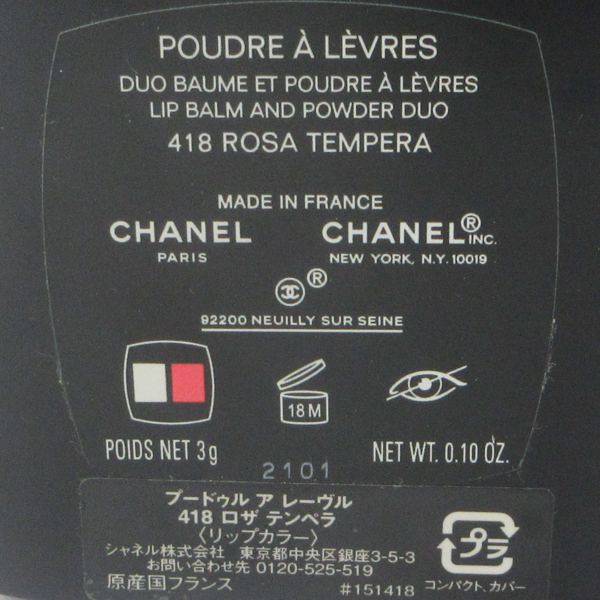 POUDRE À LÈVRES
DUO BAUME ET POUDRE À LÈVRES
LIP BALM AND POWDER DUO
418 ROSA TEMPERA
MADE IN FRANCE
CHANEL CHANEL® INC.
PARIS NEW YORK, N.Y. 10019
®
92200 NEUILLY SUR SEINE
18 M
POIDS NET 3g NET WT. 0.10 OZ.
2101
プードゥル ア レーヴル
418 ロザ テンペラ
〈リップカラー〉
シャネル株式会社 東京都中央区銀座3-5-3
お問い合わせ先 0120-525-519
原産国フランス #151418
プラ
コンパクト、カバー